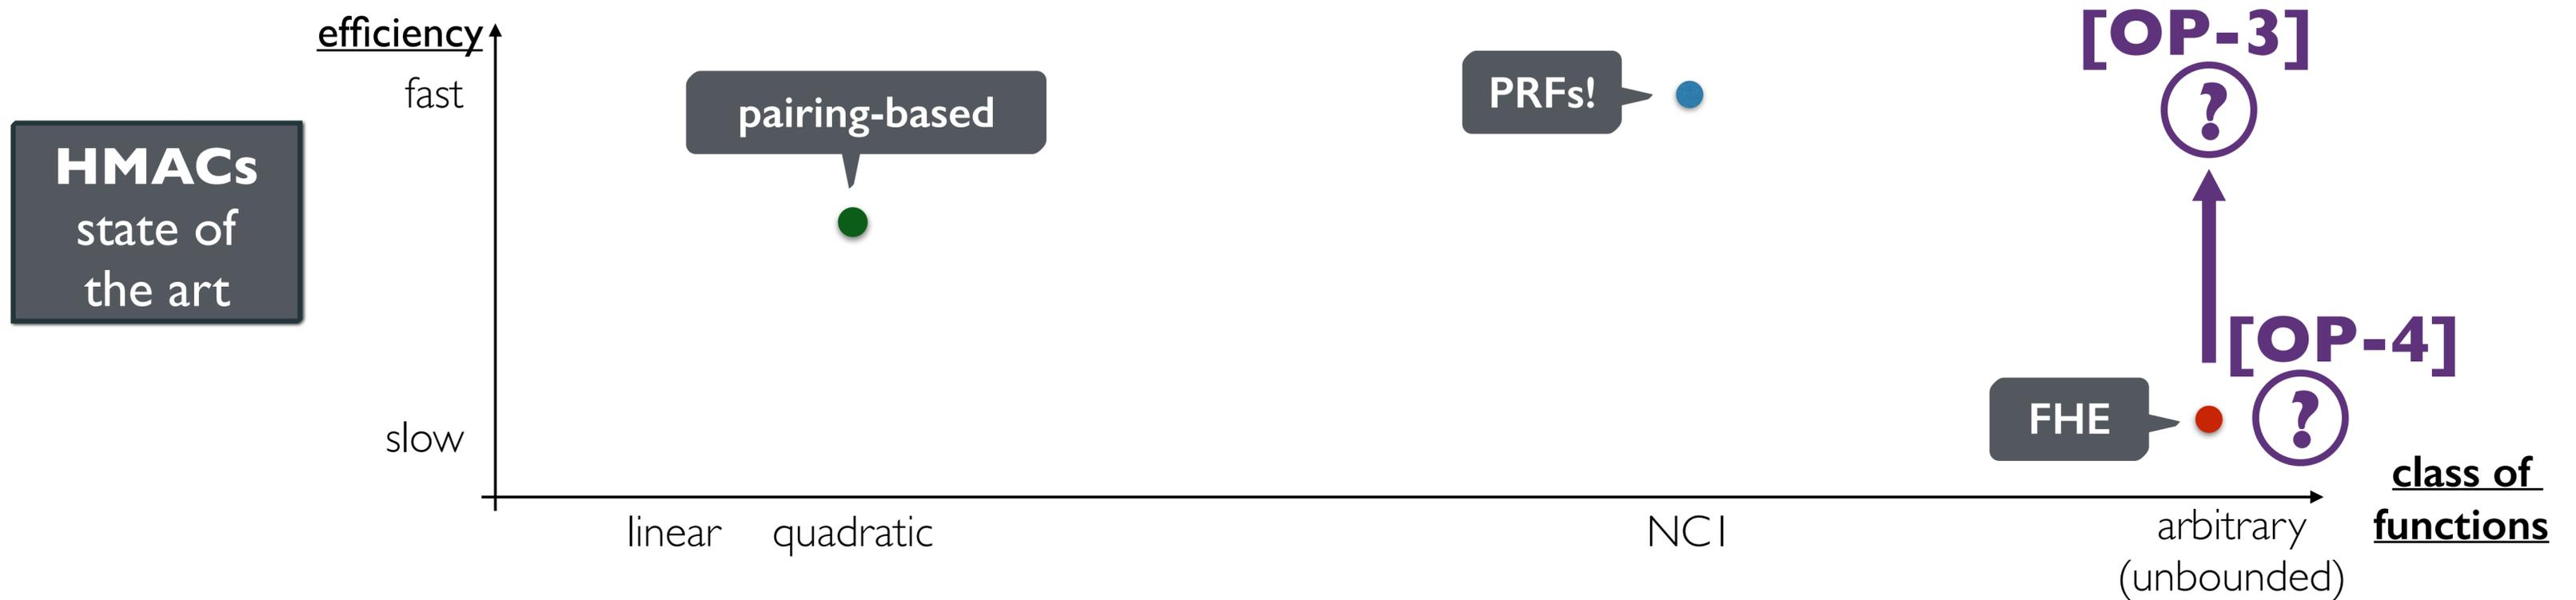 efficiency
fast
slow
HMACs
state of
the art
pairing-based
PRFs!
[OP-3]
?
[OP-4]
FHE
?
class of
functions
linear
quadratic
NC1
arbitrary
(unbounded)